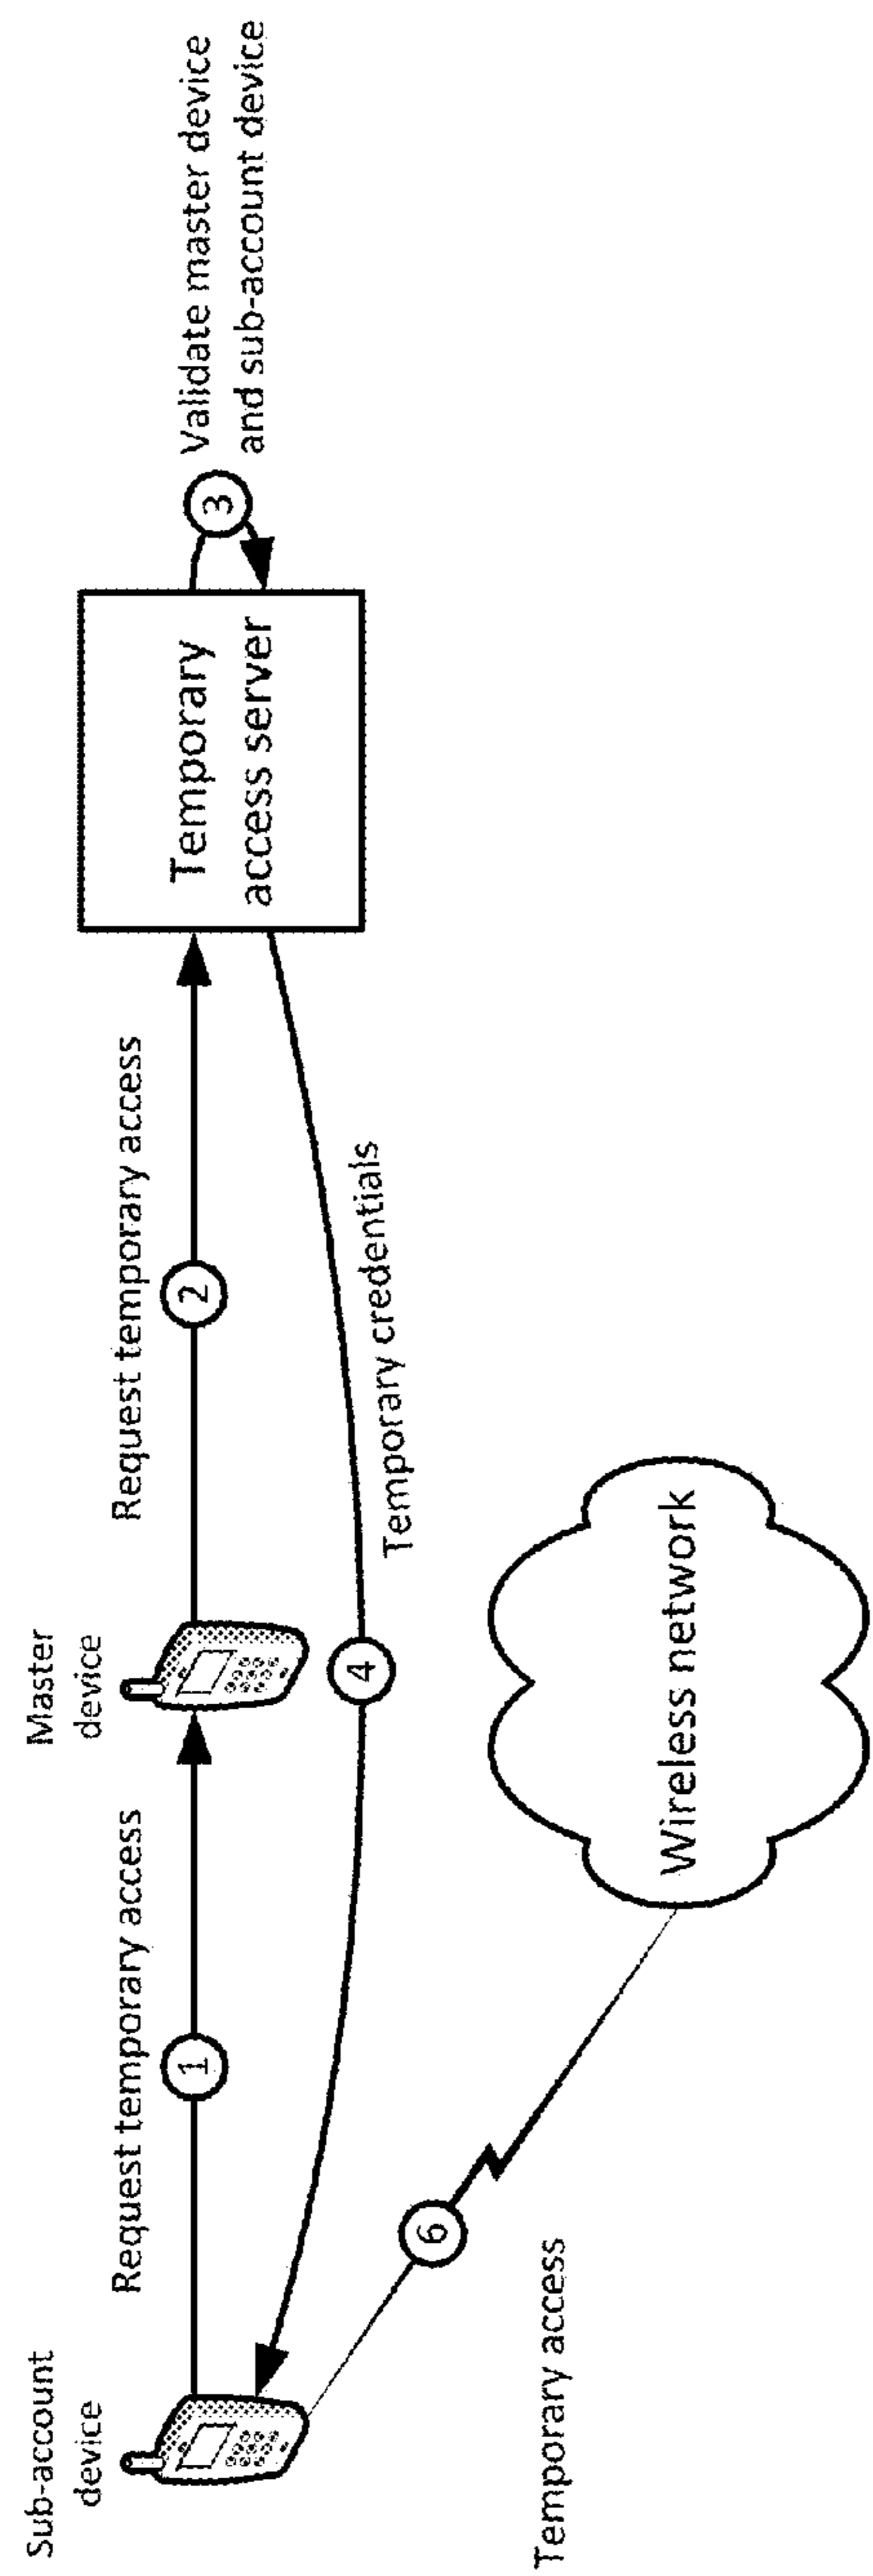 Sub-account
device
Request temporary access
1
Master
device
Request temporary access
2
Temporary
access server
3
Validate master device
and sub-account device
4
Temporary credentials
6
Temporary access
Wireless network